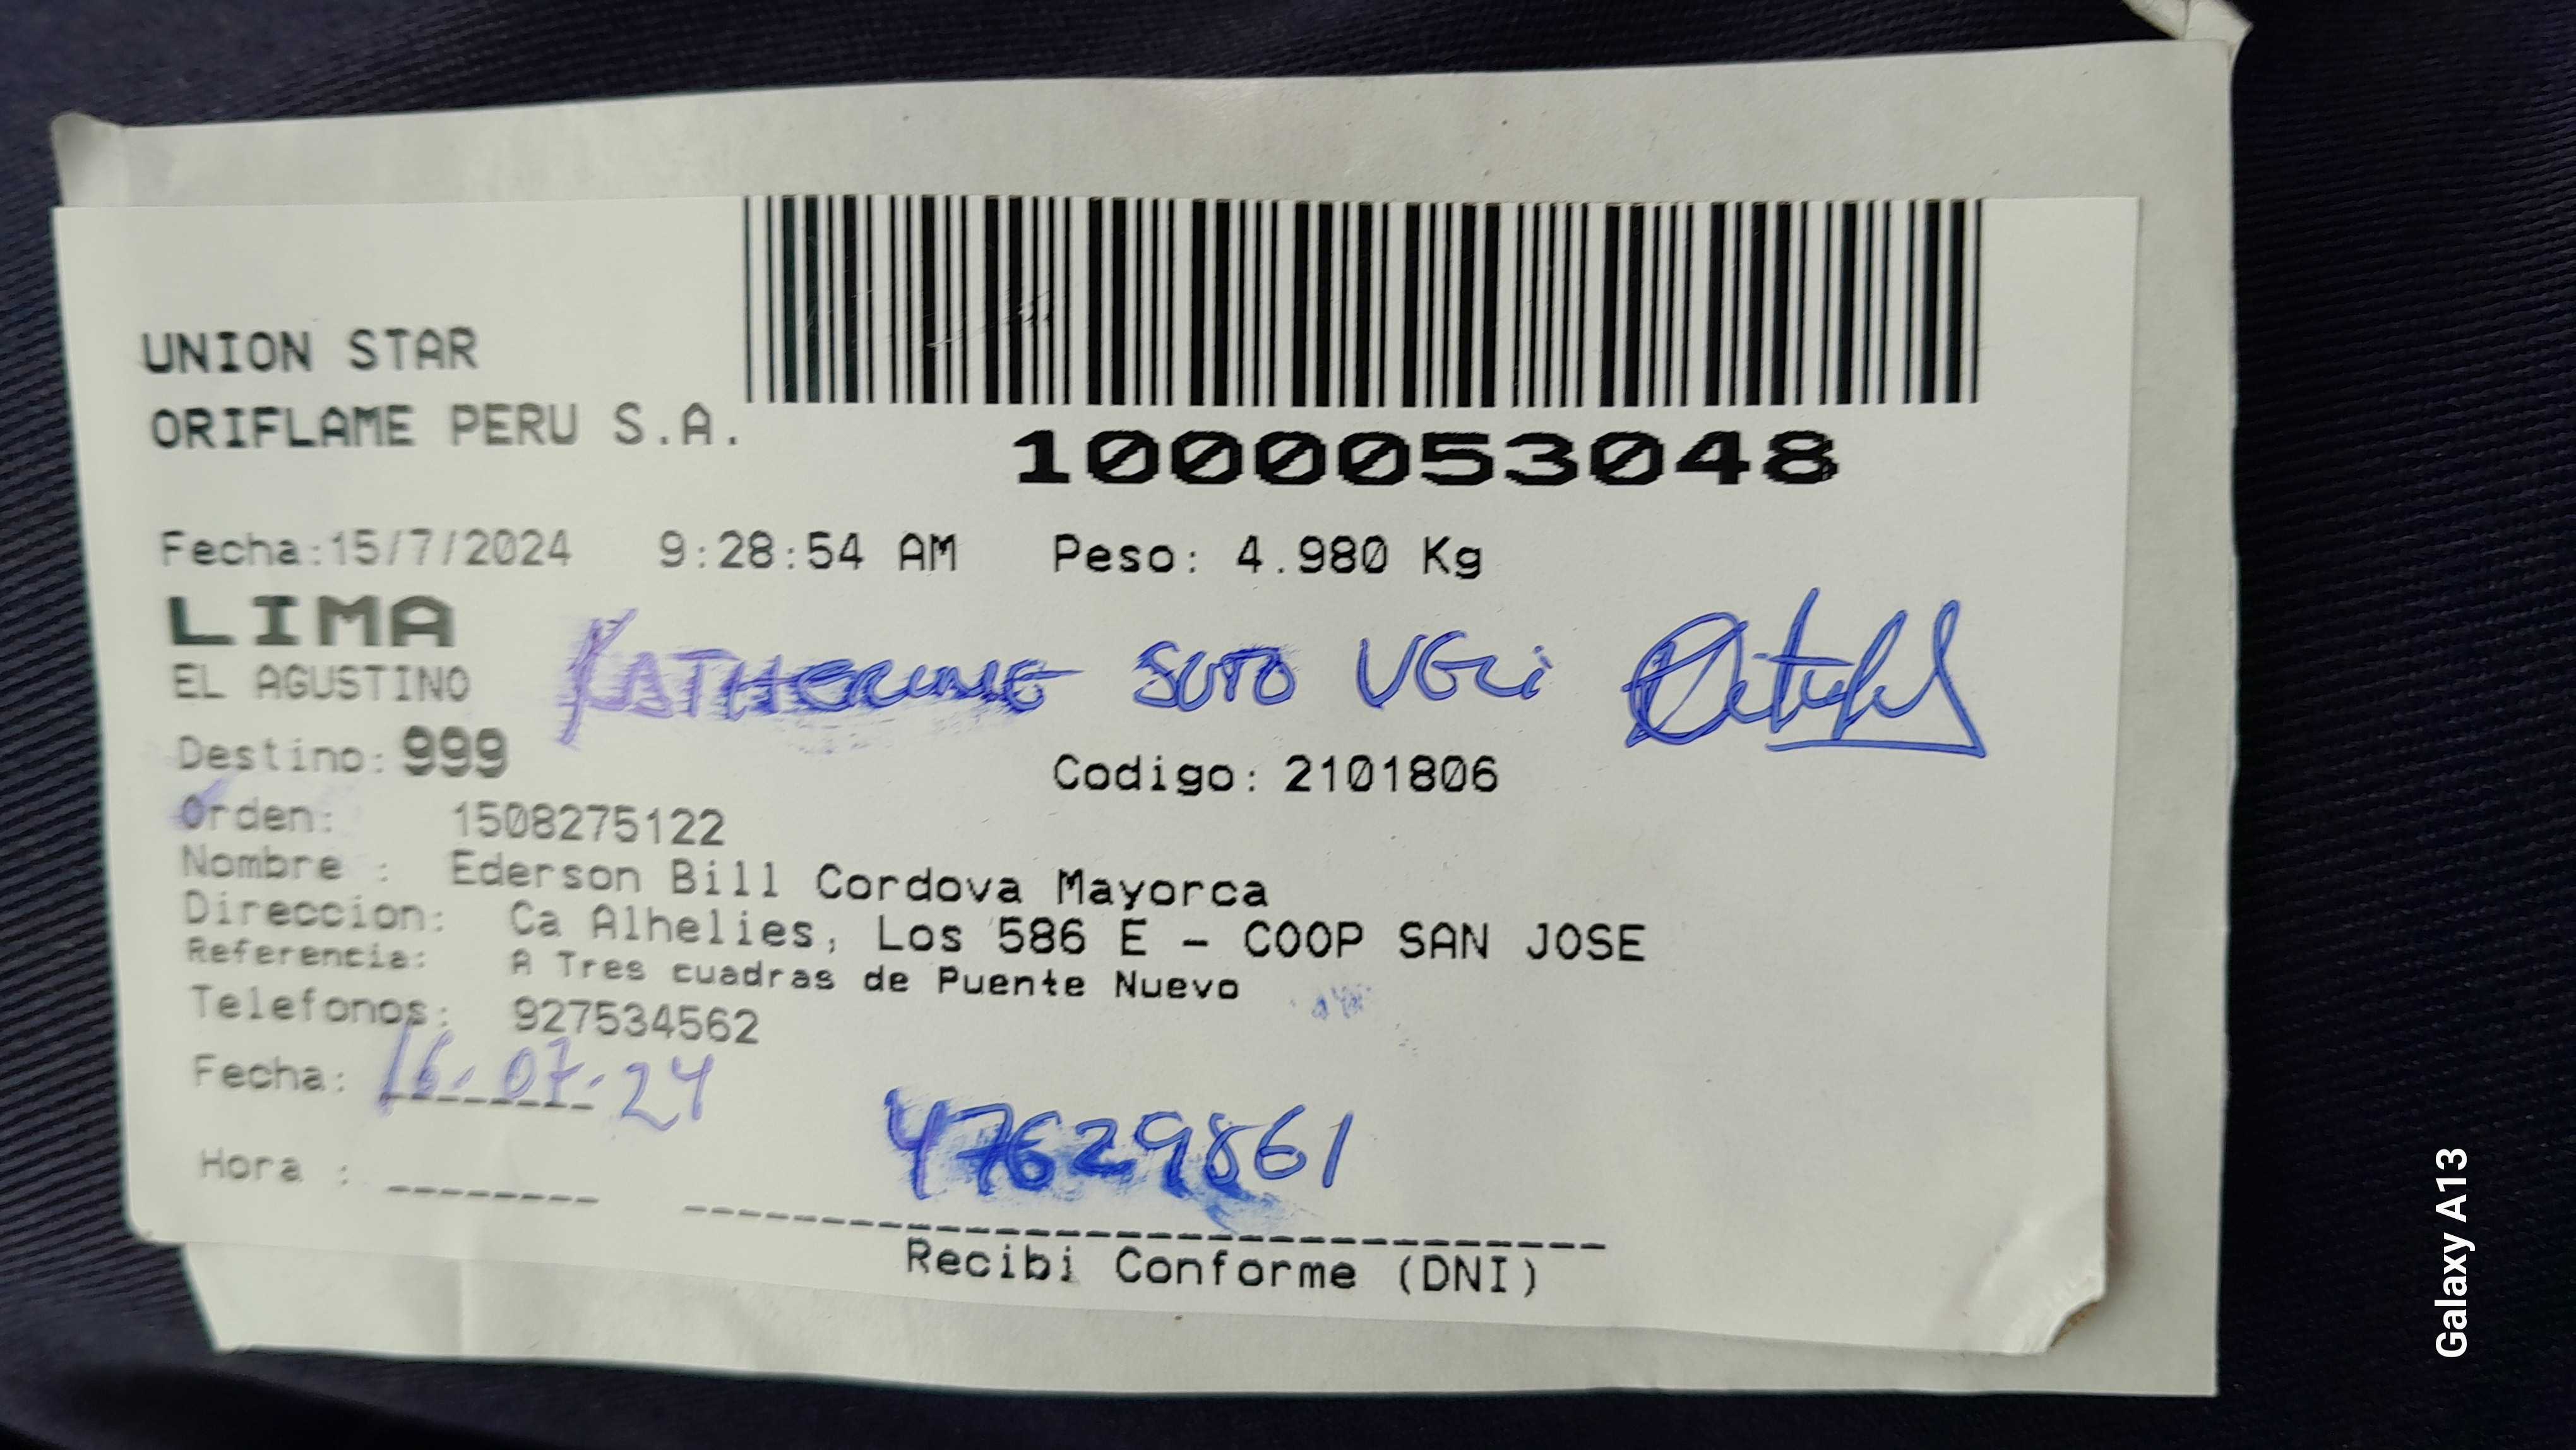 UNION STAR
ORIFLAME PERU S.A.
1000053048
Fecha:15/7/2024 9:28:54 AM Peso: 4.980 Kg
LIMA
EL AGUSTINO
KATHERINE SOTO VELI
Destino: 999
Codigo: 2101806
Orden: 1508275122
Nombre : Ederson Bill Cordova Mayorca
Direccion: Ca Alhelies, Los 586 E - COOP SAN JOSE
Referencia: A Tres cuadras de Puente Nuevo
Telefonos: 927534562
Fecha: 16-07-24
47629861
Hora :
Recibi Conforme (DNI)
Galaxy A13